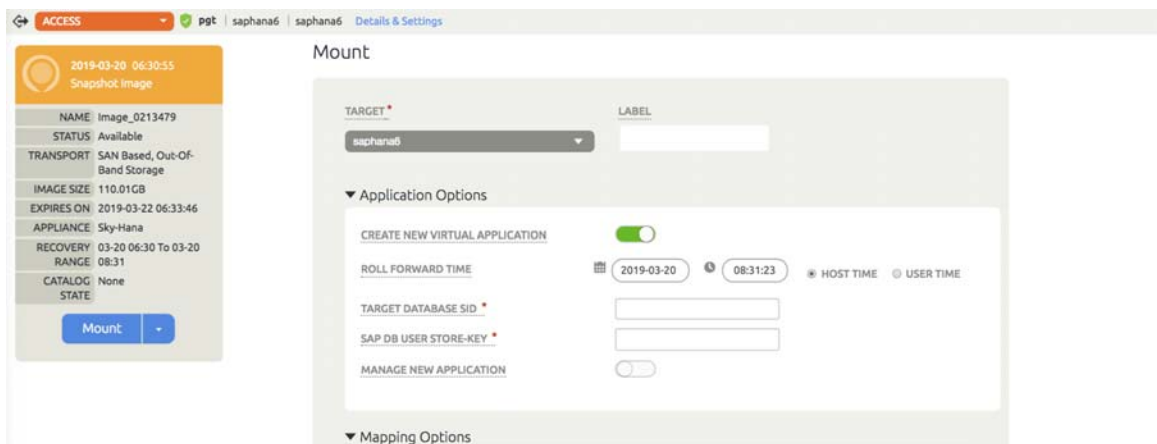 ACCESS pgt | saphana6 | saphana6 Details & Settings
2019-03-20 06:30:55
Snapshot Image
NAME Image_0213479
STATUS Available
TRANSPORT SAN Based, Out-Of-
Band Storage
IMAGE SIZE 110.01GB
EXPIRES ON 2019-03-22 06:33:46
APPLIANCE Sky-Hana
RECOVERY 03-20 06:30 To 03-20
RANGE 08:31
CATALOG None
STATE
Mount
Mount
TARGET * LABEL
saphana6
Application Options
CREATE NEW VIRTUAL APPLICATION
ROLL FORWARD TIME 2019-03-20 08:31:23 HOST TIME USER TIME
TARGET DATABASE SID *
SAP DB USER STORE-KEY *
MANAGE NEW APPLICATION
Mapping Options